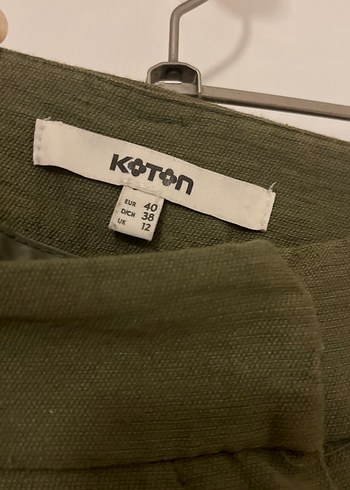 KOTON
EUR 40
D/CH 38
UK 12